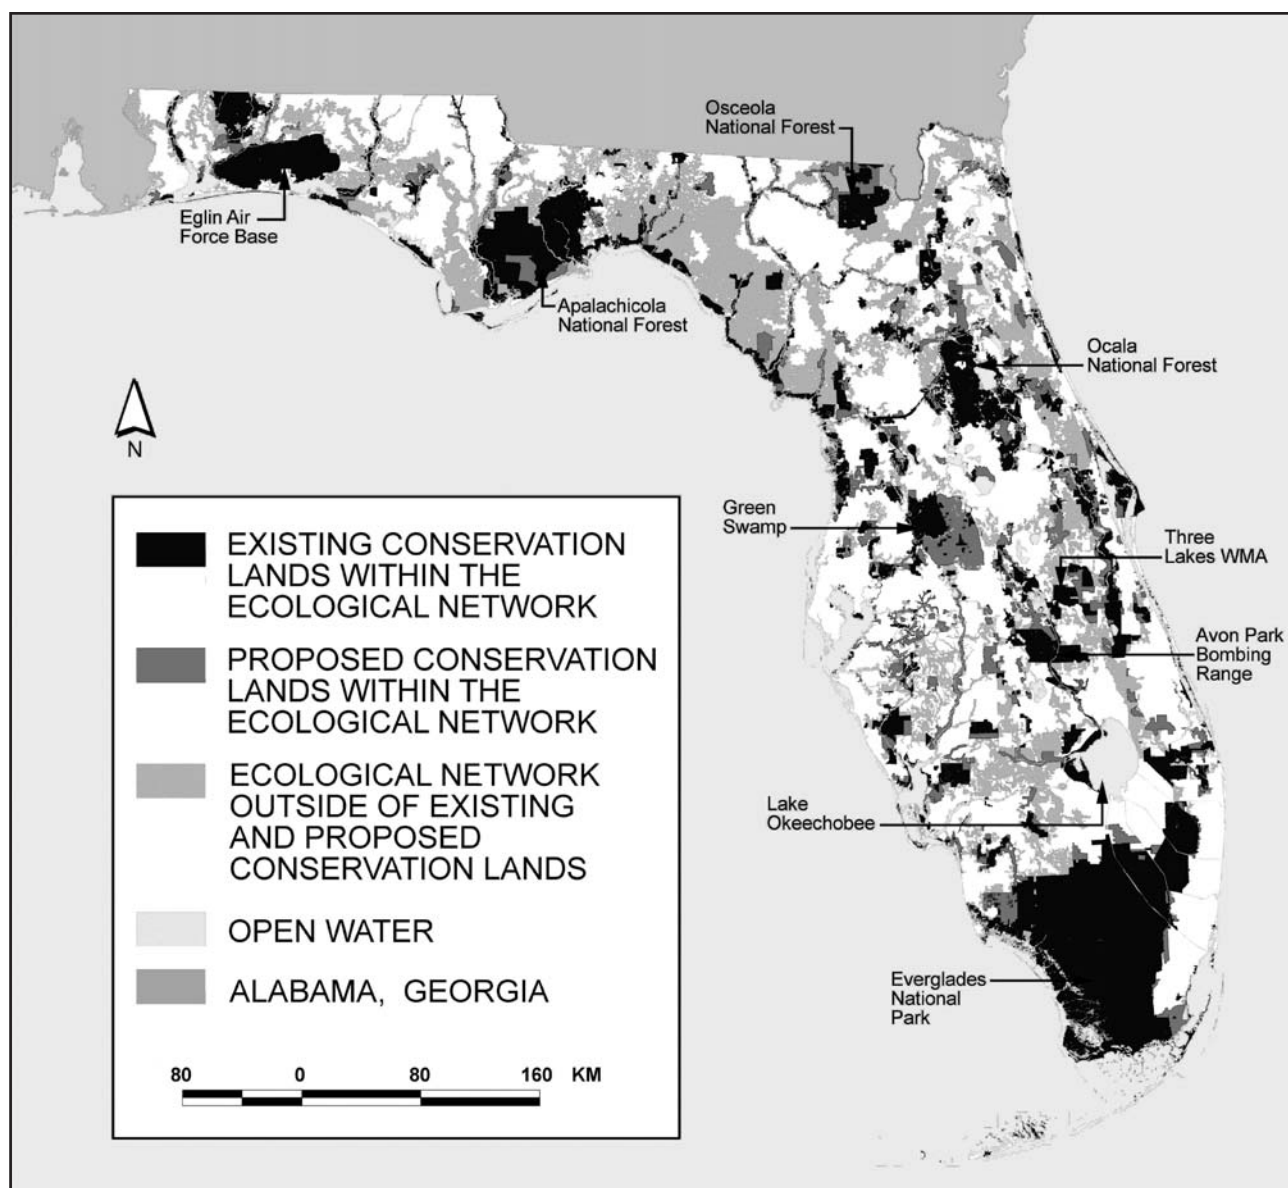 Osceola
National Forest
Eglin Air
Force Base
Apalachicola
National Forest
Ocala
National Forest
N
Green
Swamp
Three
Lakes WMA
Avon Park
Bombing
Range
Lake
Okeechobee
Everglades
National
Park
EXISTING CONSERVATION
LANDS WITHIN THE
ECOLOGICAL NETWORK
PROPOSED CONSERVATION
LANDS WITHIN THE
ECOLOGICAL NETWORK
ECOLOGICAL NETWORK
OUTSIDE OF EXISTING
AND PROPOSED
CONSERVATION LANDS
OPEN WATER
ALABAMA, GEORGIA
80 0 80 160 KM